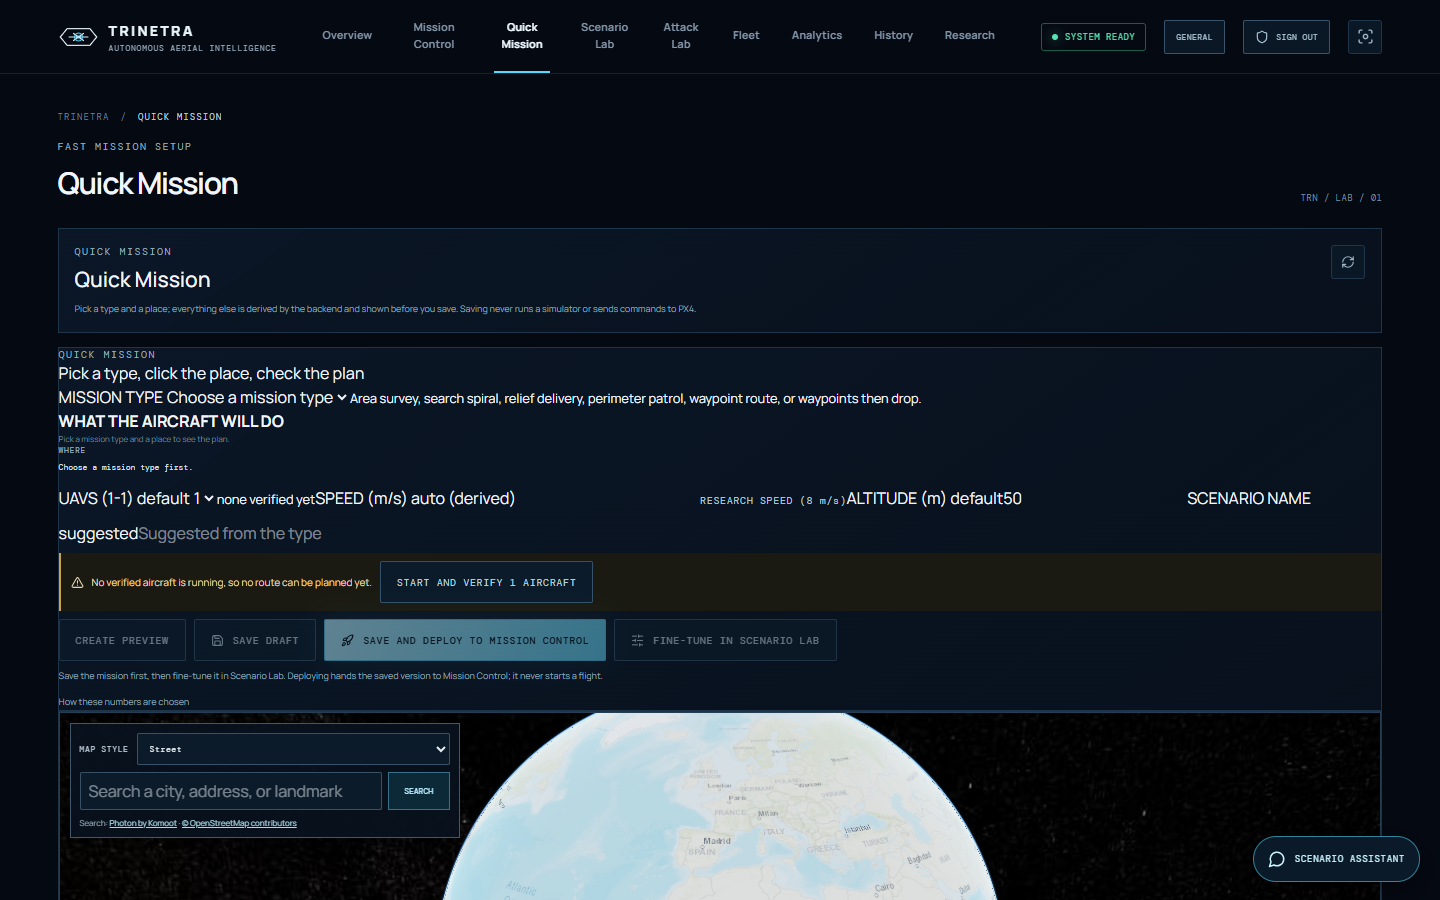 TRINETRA
AUTONOMOUS AERIAL INTELLIGENCE
Overview
Mission Control
Quick Mission
Scenario Lab
Attack Lab
Fleet
Analytics
History
Research
SYSTEM READY
GENERAL
SIGN OUT
TRINETRA / QUICK MISSION
FAST MISSION SETUP
Quick Mission
TRN / LAB / 01
QUICK MISSION
Quick Mission
Pick a type and a place; everything else is derived by the backend and shown before you save. Saving never runs a simulator or sends commands to PX4.
QUICK MISSION
Pick a type, click the place, check the plan
MISSION TYPE Choose a mission type Area survey, search spiral, relief delivery, perimeter patrol, waypoint route, or waypoints then drop.
WHAT THE AIRCRAFT WILL DO
Pick a mission type and a place to see the plan.
WHERE
Choose a mission type first.
UAVS (1-1) default 1 none verified yetSPEED (m/s) auto (derived) RESEARCH SPEED (8 m/s)ALTITUDE (m) default50 SCENARIO NAME
suggestedSuggested from the type
No verified aircraft is running, so no route can be planned yet.
START AND VERIFY 1 AIRCRAFT
CREATE PREVIEW
SAVE DRAFT
SAVE AND DEPLOY TO MISSION CONTROL
FINE-TUNE IN SCENARIO LAB
Save the mission first, then fine-tune it in Scenario Lab. Deploying hands the saved version to Mission Control; it never starts a flight.
How these numbers are chosen
MAP STYLE Street
Search a city, address, or landmark
SEARCH
Search: Photon by Komoot · © OpenStreetMap contributors
UNITED KINGDOM
London
GERMANY
POLAND
Paris
FRANCE
Milan
ITALY
Madrid
SPAIN
GREECE
Istanbul
TURKEY
Baghdad
Cairo
Atlantic
SCENARIO ASSISTANT